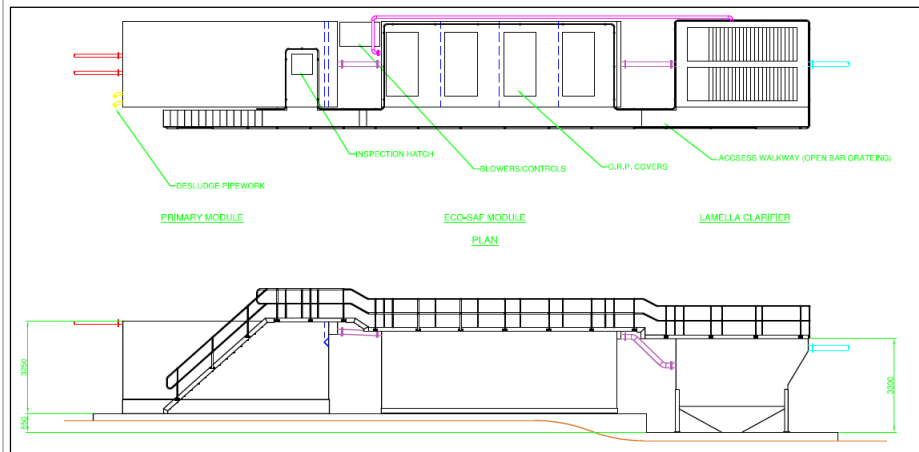 INSPECTION HATCH
BLOWERS/CONTROLS
G.R.P. COVERS
ACCSESS WALKWAY (OPEN BAR GRATEING)
DESLUDGE PIPEWORK
PRIMARY MODULE
ECO-SAF MODULE
LAMELLA CLARIFIER
PLAN
3250
650
3300